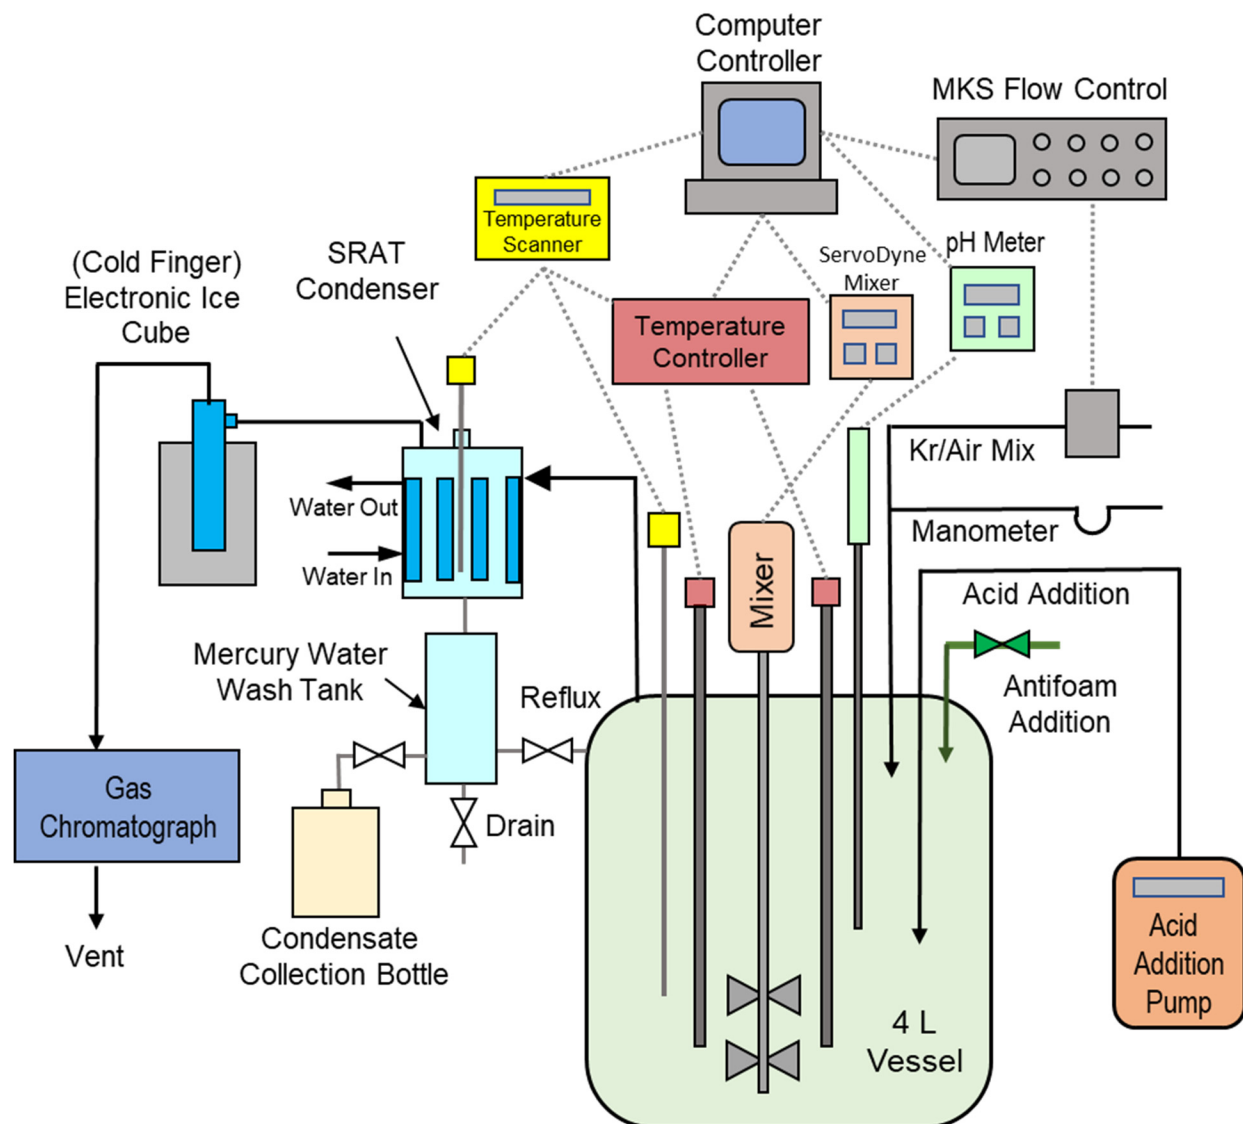 Computer
Controller
MKS Flow Control
Temperature
Scanner
pH Meter
ServoDyne
Mixer
(Cold Finger)
Electronic Ice
Cube
SRAT
Condenser
Temperature
Controller
Kr/Air Mix
Water Out
Manometer
Water In
Mixer
Acid Addition
Mercury Water
Wash Tank
Reflux
Antifoam
Addition
Gas
Chromatograph
Drain
Vent
Condensate
Collection Bottle
Acid
Addition
Pump
4 L
Vessel